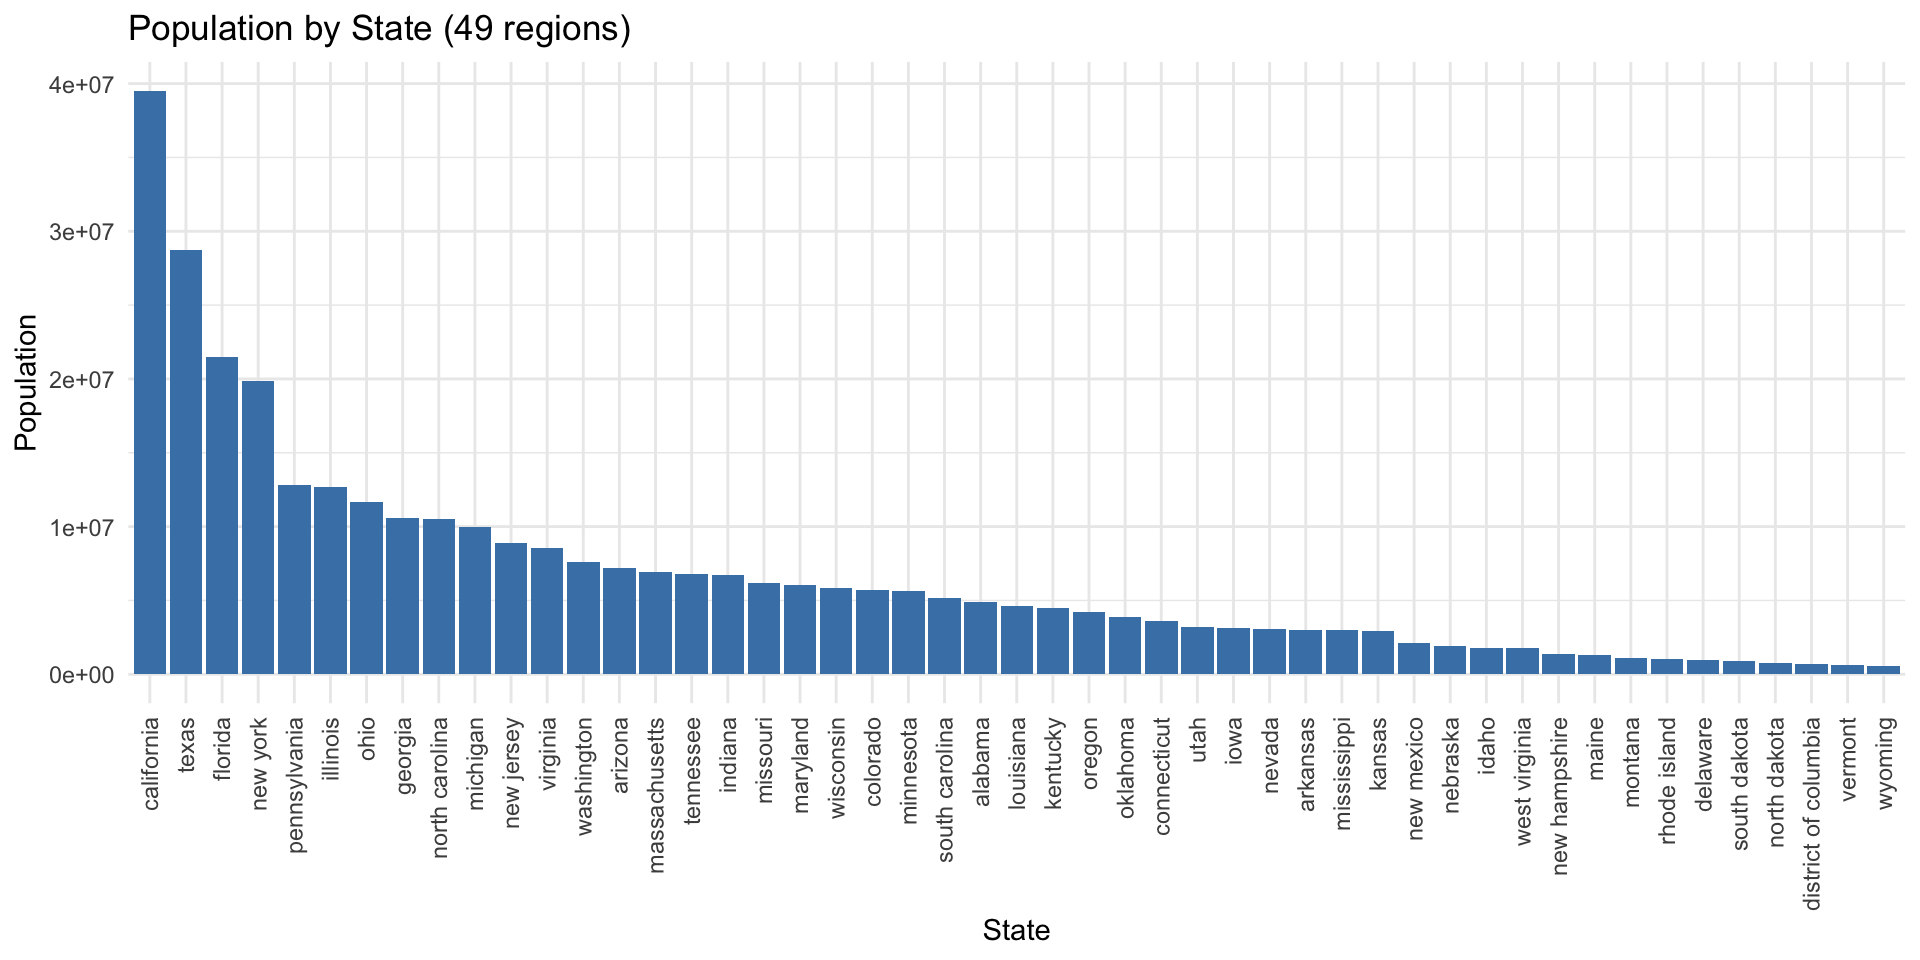 Population by State (49 regions)
Population
4e+07
3e+07
2e+07
1e+07
0e+00
california
texas
florida
new york
pennsylvania
illinois
ohio
georgia
north carolina
michigan
new jersey
virginia
washington
arizona
massachusetts
tennessee
indiana
missouri
maryland
wisconsin
colorado
minnesota
south carolina
alabama
louisiana
kentucky
oregon
oklahoma
connecticut
utah
iowa
nevada
arkansas
mississippi
kansas
new mexico
nebraska
idaho
west virginia
new hampshire
maine
montana
rhode island
delaware
south dakota
north dakota
district of columbia
vermont
wyoming
State